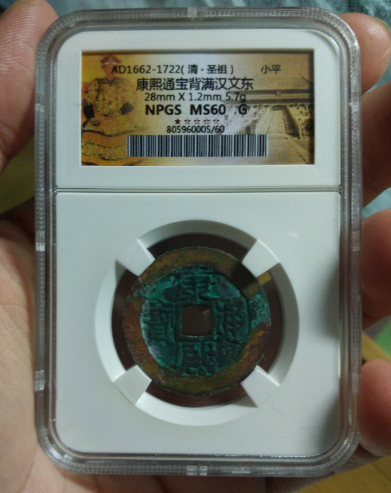 AD1662-1722(清·圣祖) 小平
康熙通宝背满汉文东
28mm X 1.2mm 5.7g
NPGS MS60 G
805960005/60
康熙通寶